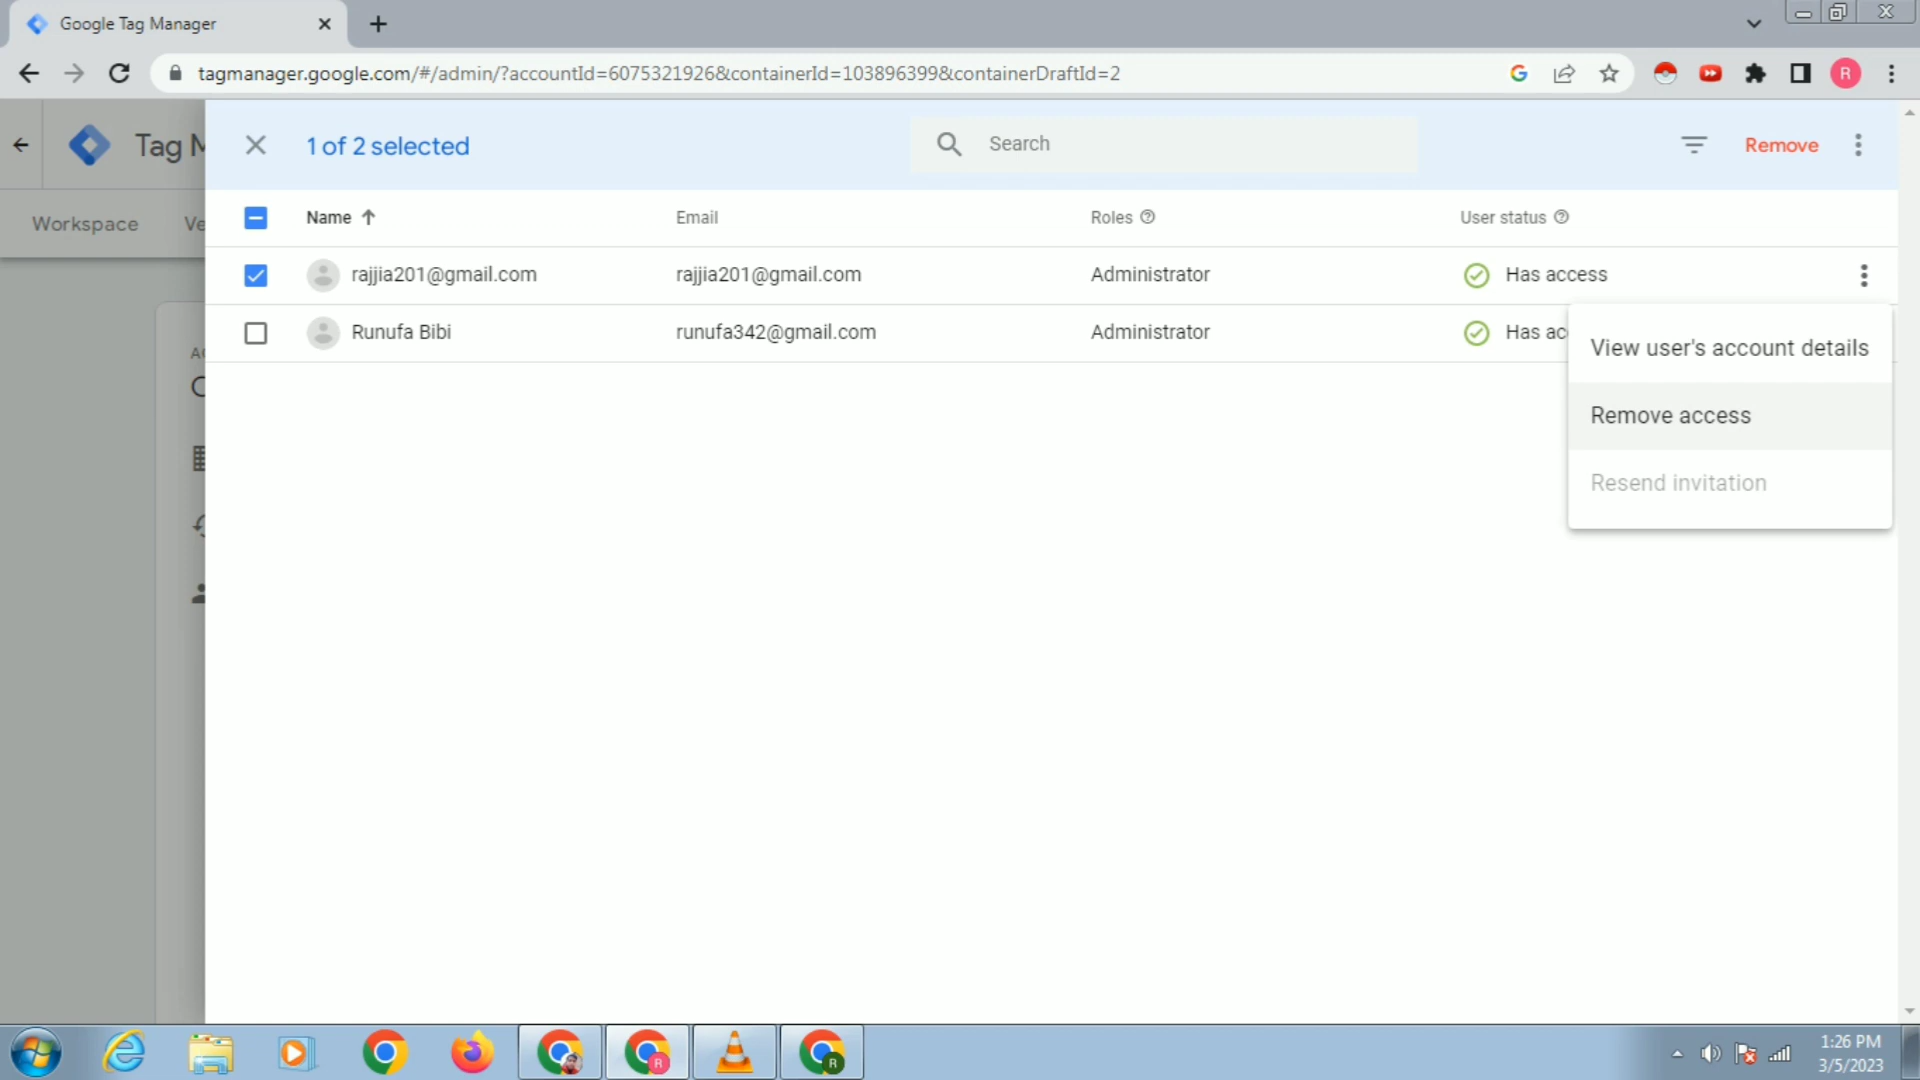 Google Tag Manager
tagmanager.google.com/#/admin/?accountId=6075321926&containerId=103896399&containerDraftId=2
R
Tag M
1 of 2 selected
Search
Remove
Workspace
Ve
Name
Email
Roles
User status
rajjia201@gmail.com
rajjia201@gmail.com
Administrator
Has access
Runufa Bibi
runufa342@gmail.com
Administrator
Has acc
View user's account details
Remove access
Resend invitation
R
R
1:26 PM
3/5/2023